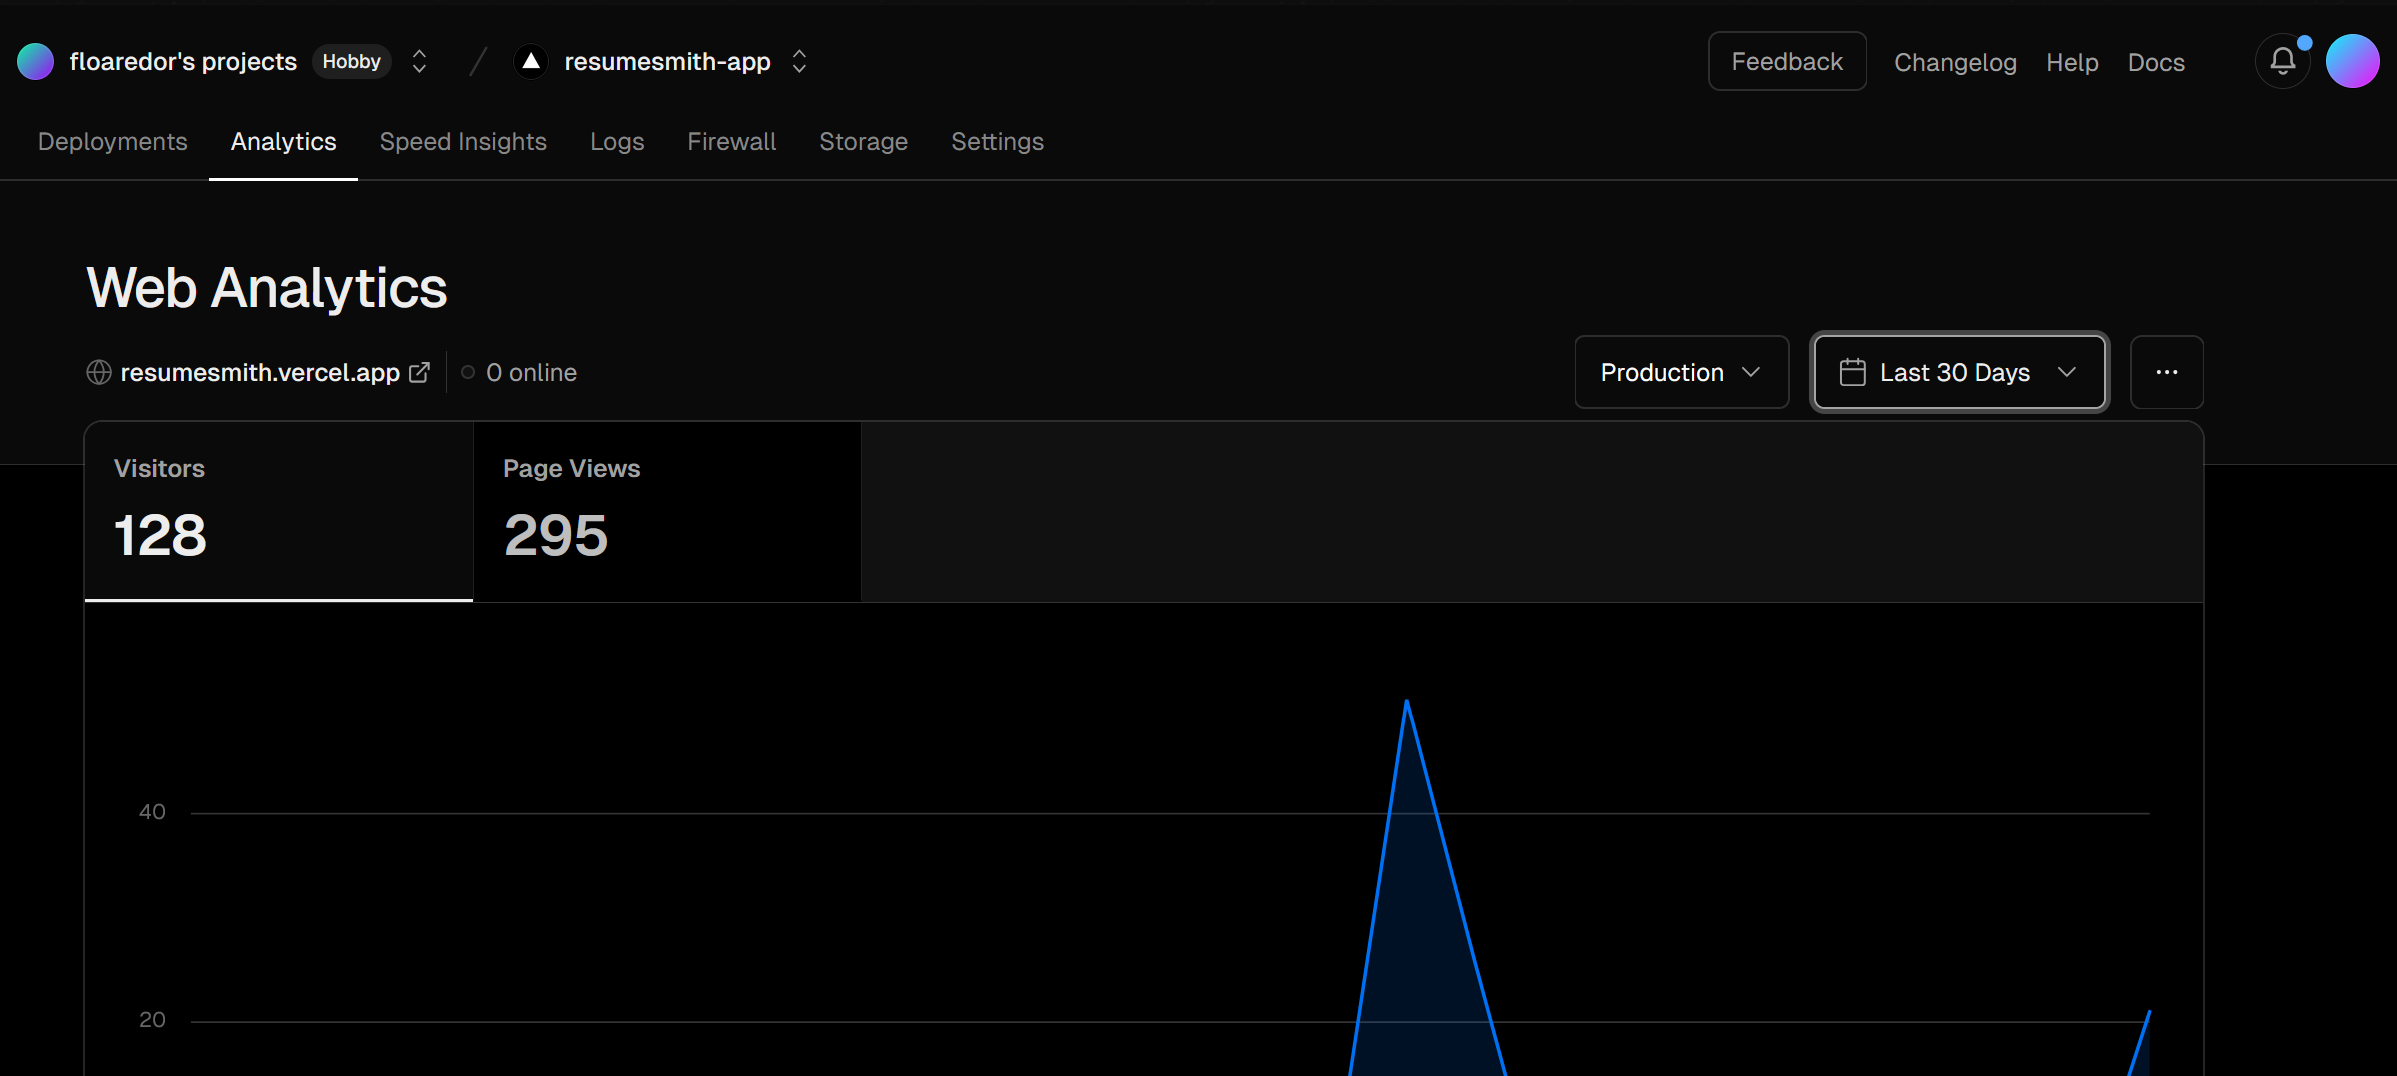 floaredor's projects Hobby / resumesmith-app Feedback Changelog Help Docs
Deployments Analytics Speed Insights Logs Firewall Storage Settings
Web Analytics
resumesmith.vercel.app 0 online Production Last 30 Days
Visitors Page Views
128 295
40
20